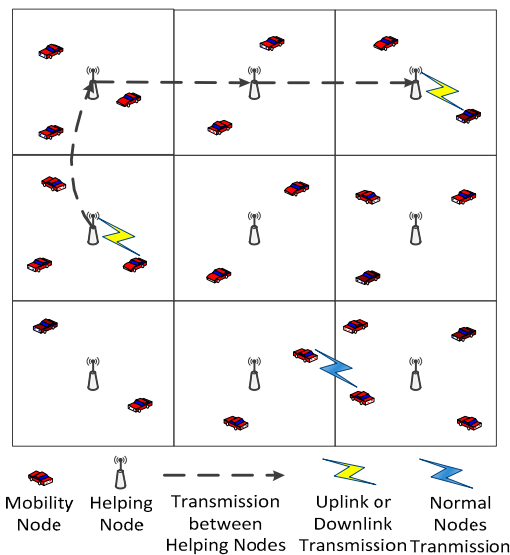 Mobility
Node
Helping
Node
Transmission
between
Helping Nodes
Uplink or
Downlink
Transmission
Normal
Nodes
Tranmission